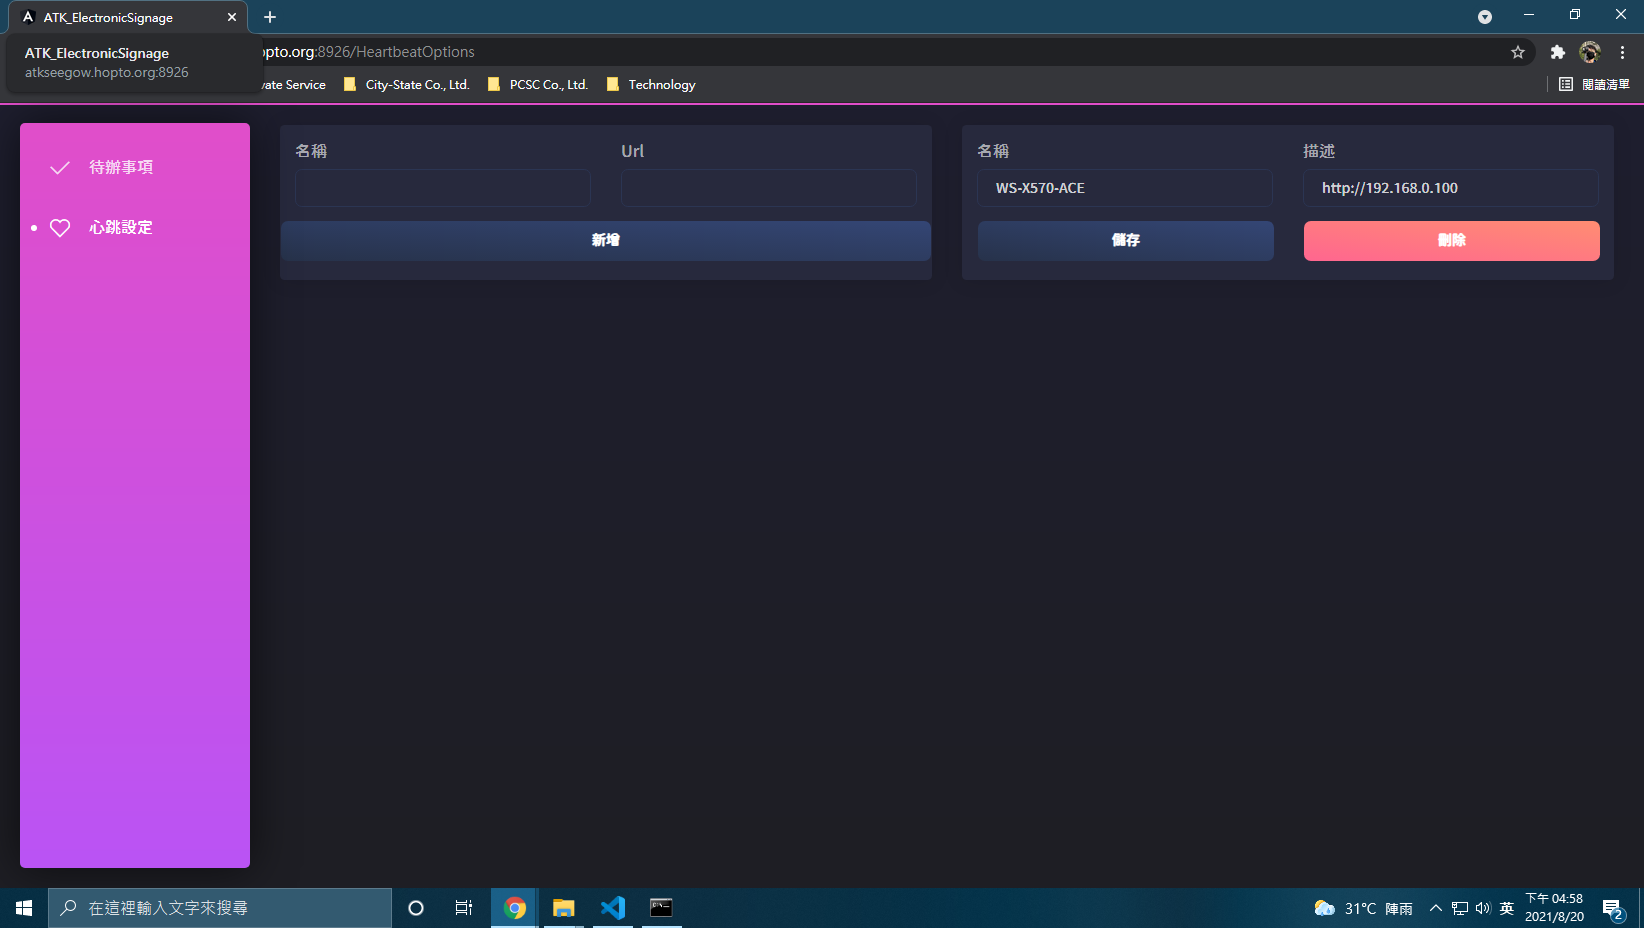 ATK_ElectronicSignage
ATK_ElectronicSignage
atkseegow.hopto.org:8926
opto.org:8926/HeartbeatOptions
vate Service
City-State Co., Ltd.
PCSC Co., Ltd.
Technology
閱讀清單
待辦事項
心跳設定
名稱
Url
新增
名稱
描述
WS-X570-ACE
http://192.168.0.100
儲存
刪除
在這裡輸入文字來搜尋
31°C 陣雨
英
下午 04:58
2021/8/20
2